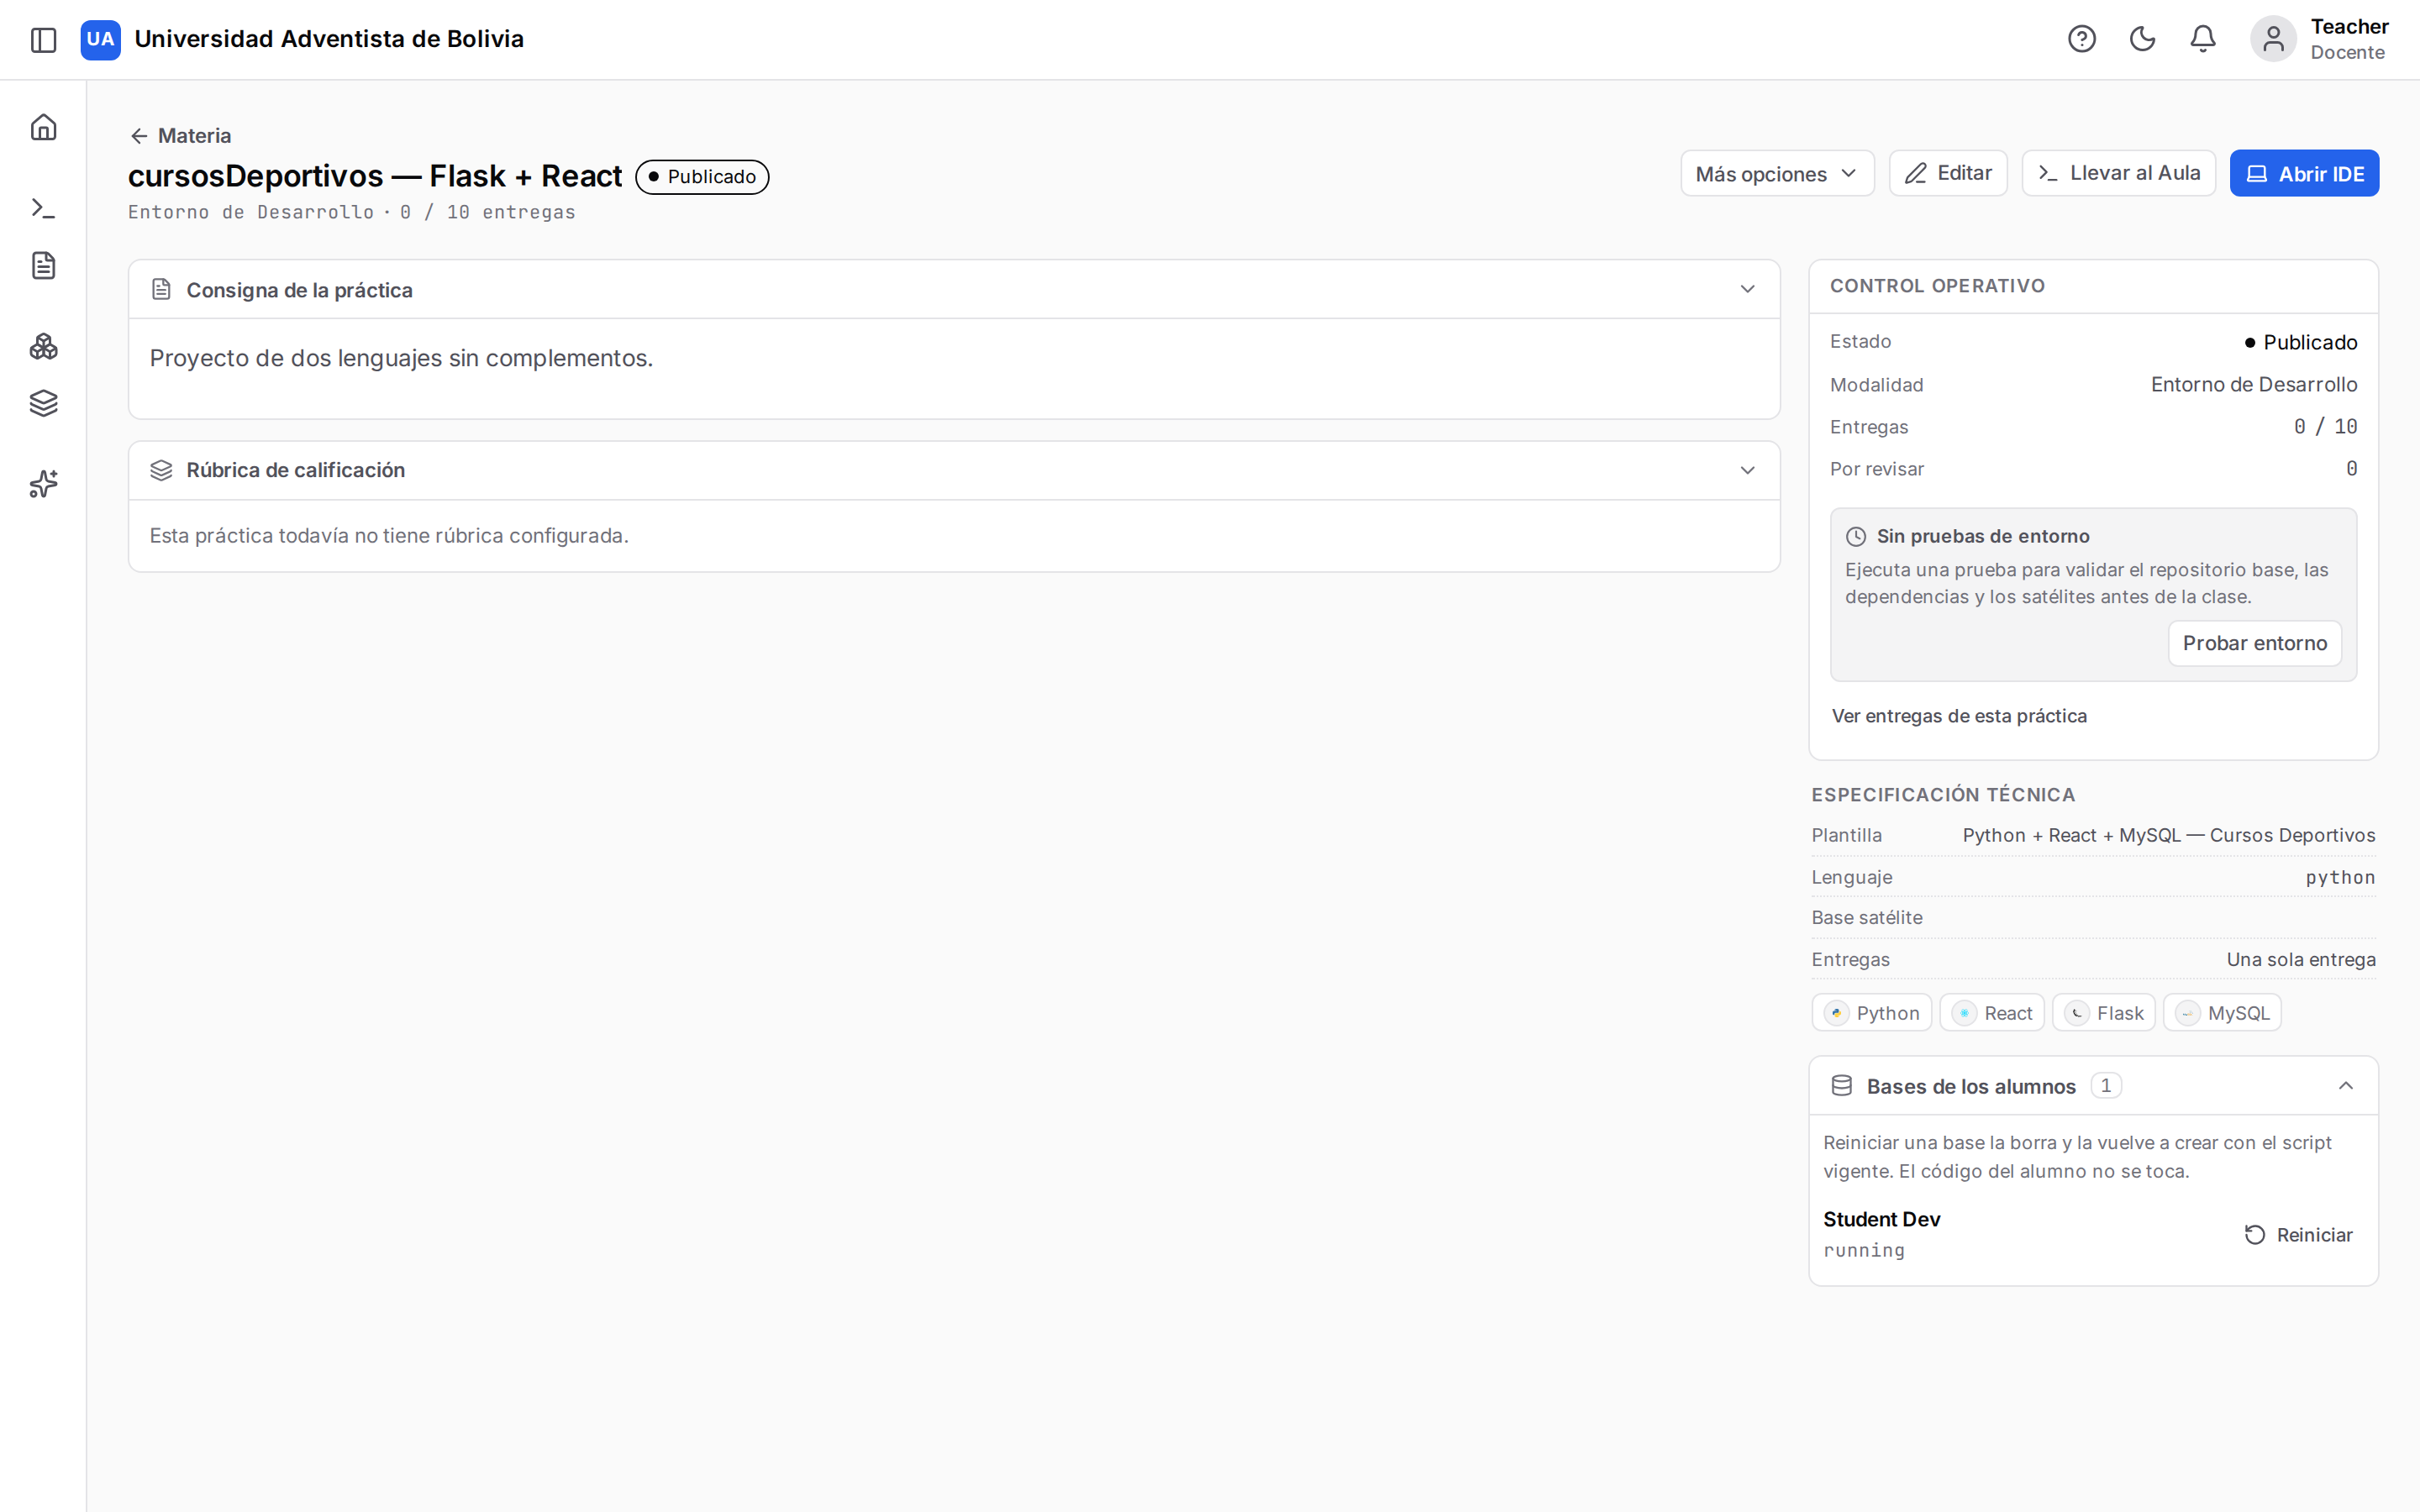 UA Universidad Adventista de Bolivia
Teacher
Docente
Materia
cursosDeportivos — Flask + React
Publicado
Entorno de Desarrollo · 0 / 10 entregas
Más opciones
Editar
Llevar al Aula
Abrir IDE
Consigna de la práctica
Proyecto de dos lenguajes sin complementos.
Rúbrica de calificación
Esta práctica todavía no tiene rúbrica configurada.
CONTROL OPERATIVO
Estado Publicado
Modalidad Entorno de Desarrollo
Entregas 0 / 10
Por revisar 0
Sin pruebas de entorno
Ejecuta una prueba para validar el repositorio base, las
dependencias y los satélites antes de la clase.
Probar entorno
Ver entregas de esta práctica
ESPECIFICACIÓN TÉCNICA
Plantilla Python + React + MySQL — Cursos Deportivos
Lenguaje python
Base satélite
Entregas Una sola entrega
Python React Flask MySQL
Bases de los alumnos 1
Reiniciar una base la borra y la vuelve a crear con el script
vigente. El código del alumno no se toca.
Student Dev
running
Reiniciar